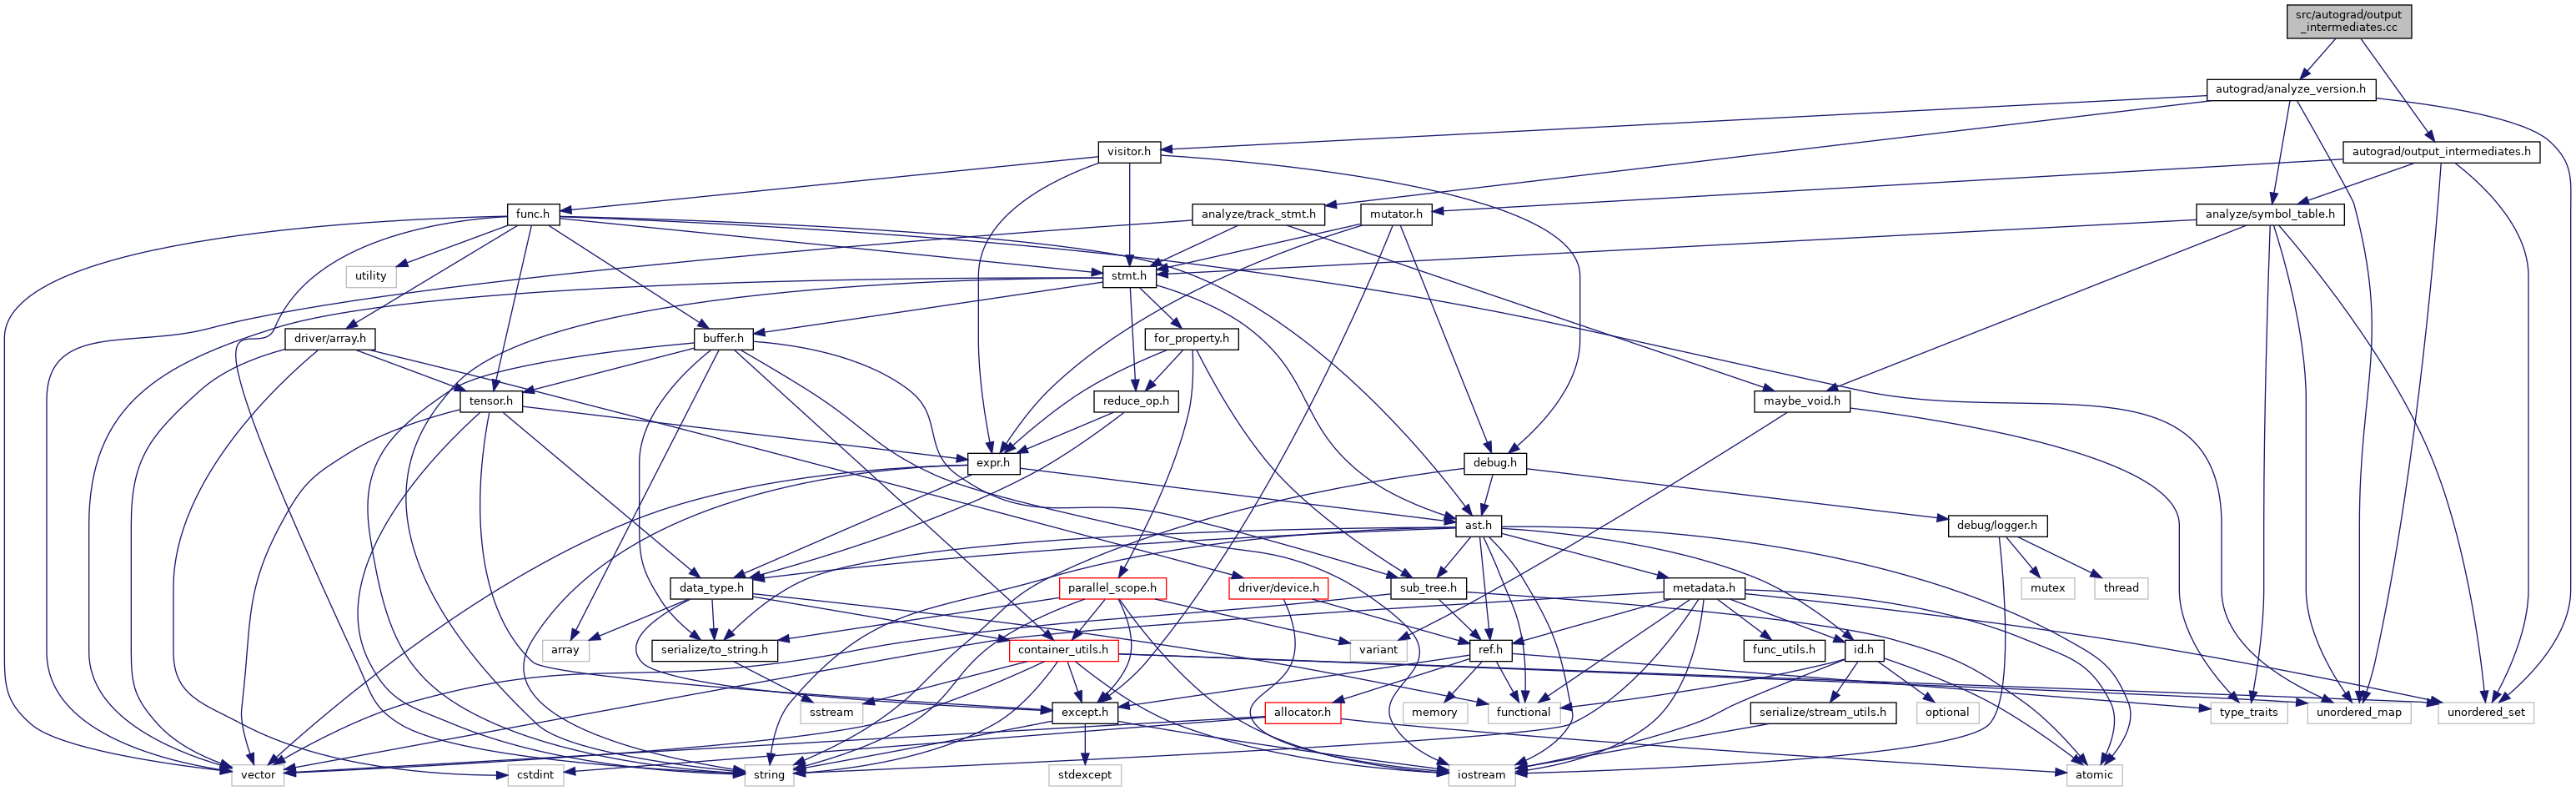 src/autograd/output
_intermediates.cc
autograd/analyze_version.h
visitor.h
autograd/output_intermediates.h
func.h
analyze/track_stmt.h
mutator.h
analyze/symbol_table.h
utility
stmt.h
driver/array.h
buffer.h
for_property.h
tensor.h
reduce_op.h
maybe_void.h
expr.h
debug.h
ast.h
debug/logger.h
data_type.h
parallel_scope.h
driver/device.h
sub_tree.h
metadata.h
mutex
thread
array
serialize/to_string.h
container_utils.h
variant
ref.h
func_utils.h
id.h
sstream
except.h
allocator.h
memory
functional
serialize/stream_utils.h
optional
type_traits
unordered_map
unordered_set
vector
cstdint
string
stdexcept
iostream
atomic